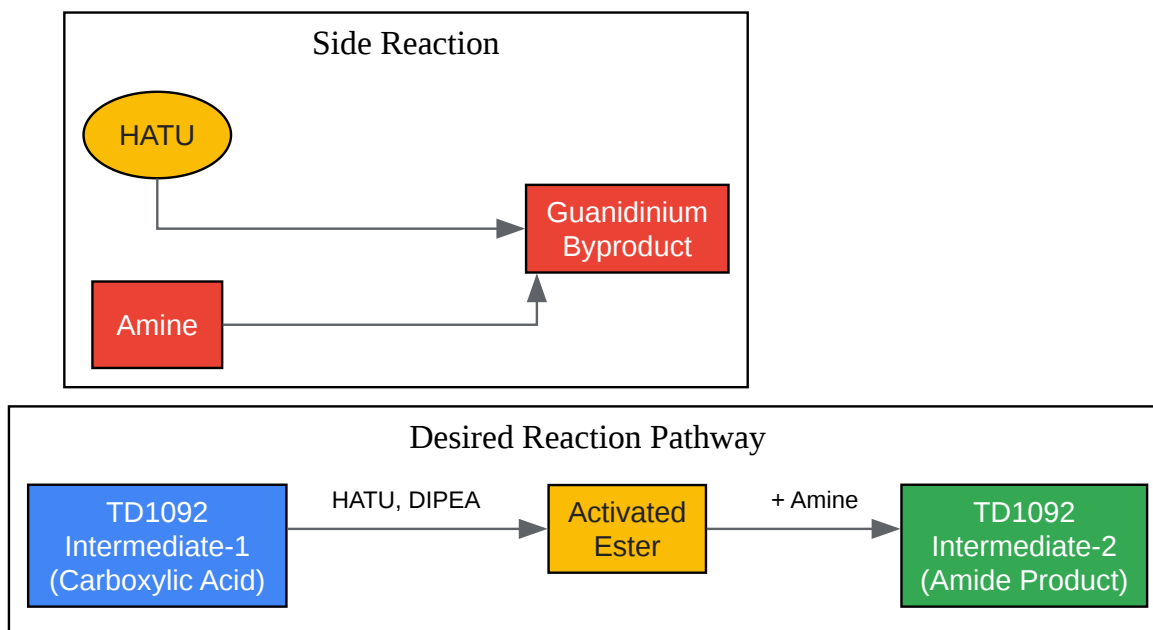 Side Reaction
HATU
Guanidinium
Byproduct
Amine
Desired Reaction Pathway
TD1092
Intermediate-1
(Carboxylic Acid)
HATU, DIPEA
Activated
Ester
+ Amine
TD1092
Intermediate-2
(Amide Product)